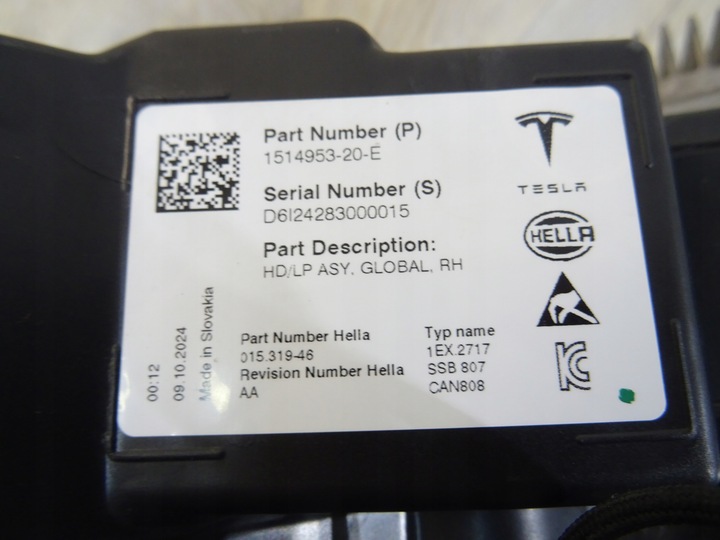 Part Number (P)
1514953-20-E
Serial Number (S)
D6I24283000015
Part Description:
HD/LP ASY, GLOBAL, RH
TESLA
HELLA
Part Number Hella
015.319-46
Revision Number Hella
AA
Typ name
1EX.2717
SSB 807
CAN808
00:12
09.10.2024
Made in Slovakia